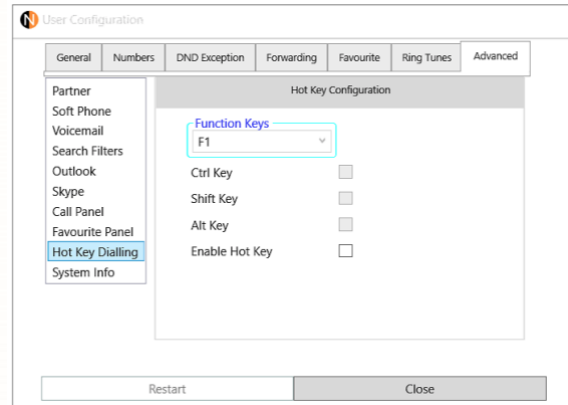 User Configuration
General Numbers DND Exception Forwarding Favourite Ring Tunes Advanced
Partner
Soft Phone
Voicemail
Search Filters
Outlook
Skype
Call Panel
Favourite Panel
Hot Key Dialling
System Info
Hot Key Configuration
Function Keys
F1
Ctrl Key
Shift Key
Alt Key
Enable Hot Key
Restart Close